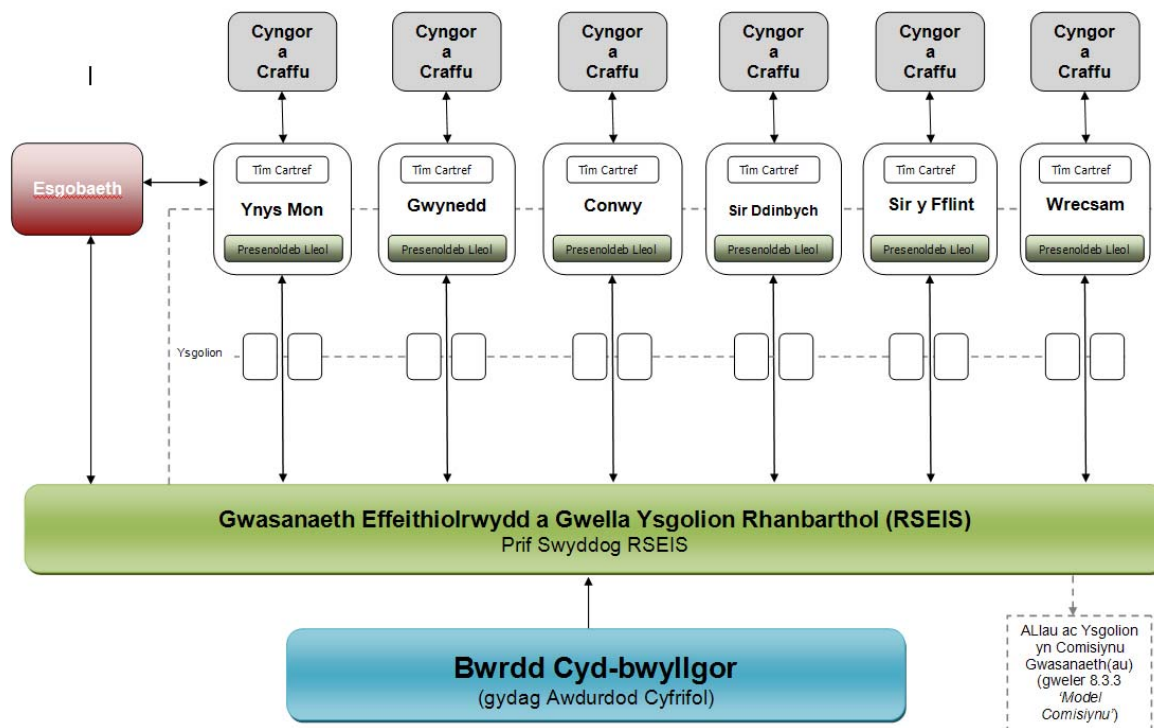 Cyngor
a
Craffu
Cyngor
a
Craffu
Cyngor
a
Craffu
Cyngor
a
Craffu
Cyngor
a
Craffu
Cyngor
a
Craffu
Esgobaeth
Tîm Cartref
Ynys Mon
Presenoldeb Lleol
Tîm Cartref
Gwynedd
Presenoldeb Lleol
Tîm Cartref
Conwy
Presenoldeb Lleol
Tîm Cartref
Sir Ddinbych
Presenoldeb Lleol
Tîm Cartref
Sir y Fflint
Presenoldeb Lleol
Tîm Cartref
Wrecsam
Presenoldeb Lleol
Ysgolion
Gwasanaeth Effeithiolrwydd a Gwella Ysgolion Rhanbarthol (RSEIS)
Prif Swyddog RSEIS
Bwrdd Cyd-bwyllgor
(gydag Awdurdod Cyfrifol)
ALlau ac Ysgolion
yn Comisiynu
Gwasanaeth(au)
(gweler 8.3.3
'Model
Comisiynu')